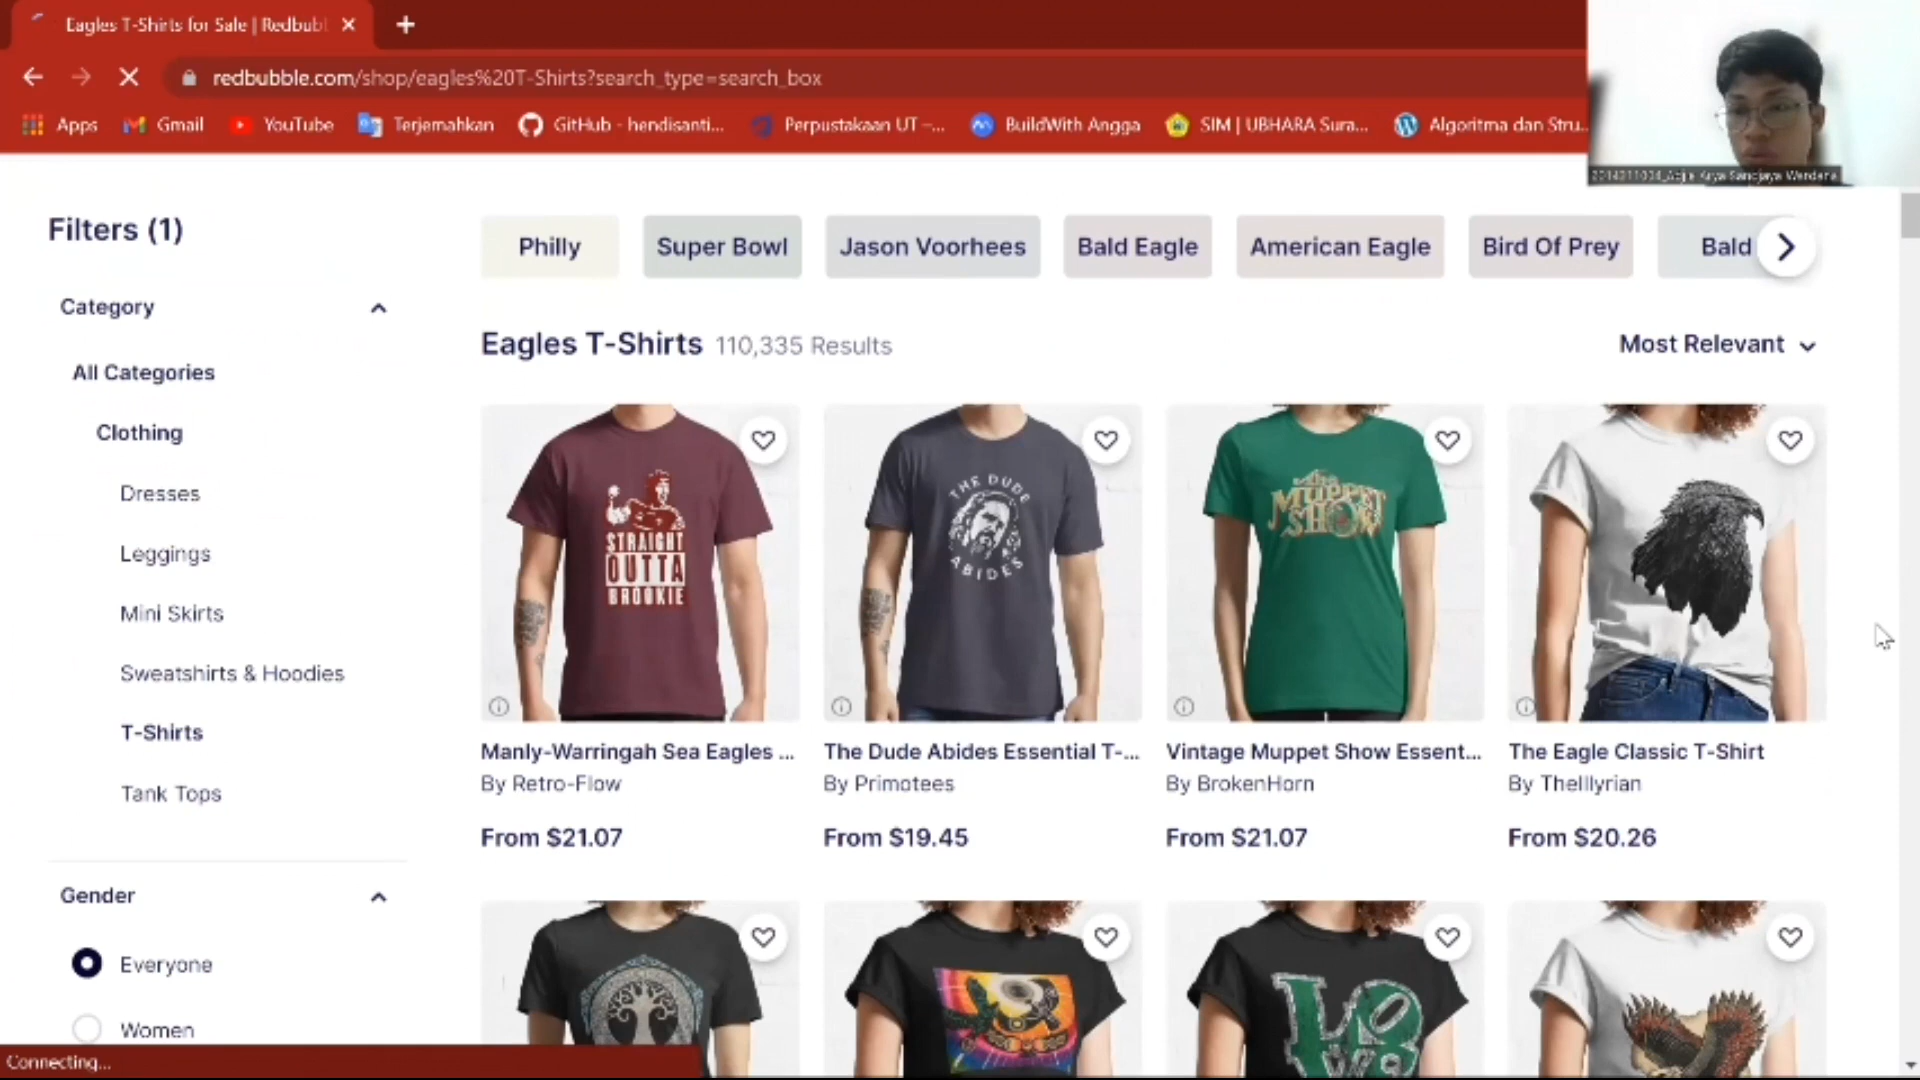 Eagles T-Shirts for Sale | Redbubl
redbubble.com/shop/eagles%20T-Shirts?search_type=search_box
Apps
Gmail
YouTube
Terjemahkan
GitHub - hendisanti...
Perpustakaan UT –...
BuildWith Angga
SIM | UBHARA Sura...
Algoritma dan Stru...
Filters (1)
Philly
Super Bowl
Jason Voorhees
Bald Eagle
American Eagle
Bird Of Prey
Bald
Category
All Categories
Clothing
Dresses
Leggings
Mini Skirts
Sweatshirts & Hoodies
T-Shirts
Tank Tops
Eagles T-Shirts 110,335 Results
Most Relevant
STRAIGHT
OUTTA
BROOKIE
THE DUDE
ABIDES
THE
MUPPET
SHOW
Manly-Warringah Sea Eagles ...
By Retro-Flow
From $21.07
The Dude Abides Essential T-...
By Primotees
From $19.45
Vintage Muppet Show Essent...
By BrokenHorn
From $21.07
The Eagle Classic T-Shirt
By Thelllyrian
From $20.26
Gender
Everyone
Women
LO
Connecting...